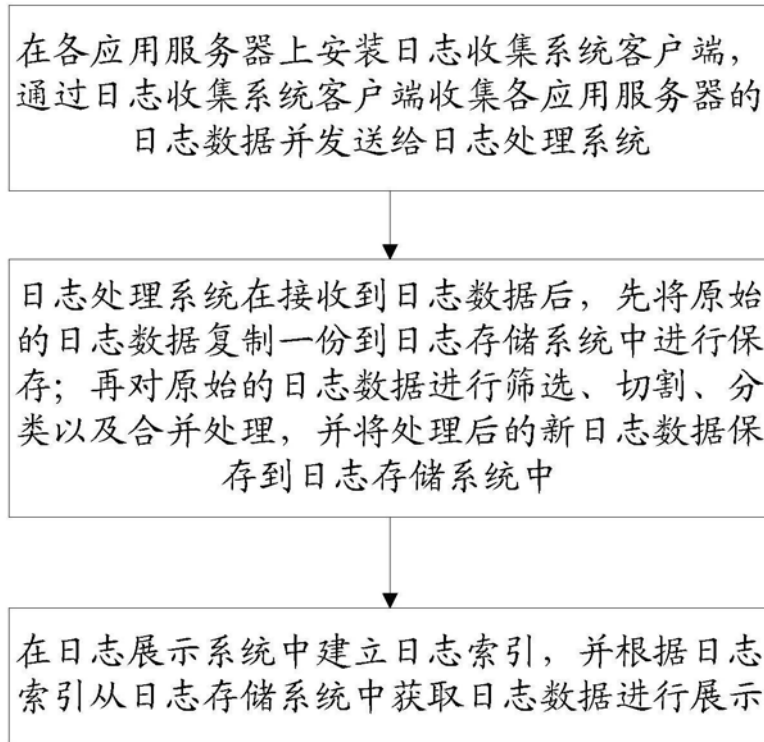 在各应用服务器上安装日志收集系统客户端，
通过日志收集系统客户端收集各应用服务器的
日志数据并发送给日志处理系统
日志处理系统在接收到日志数据后，先将原始
的日志数据复制一份到日志存储系统中进行保
存；再对原始的日志数据进行筛选、切割、分
类以及合并处理，并将处理后的新日志数据保
存到日志存储系统中
在日志展示系统中建立日志索引，并根据日志
索引从日志存储系统中获取日志数据进行展示